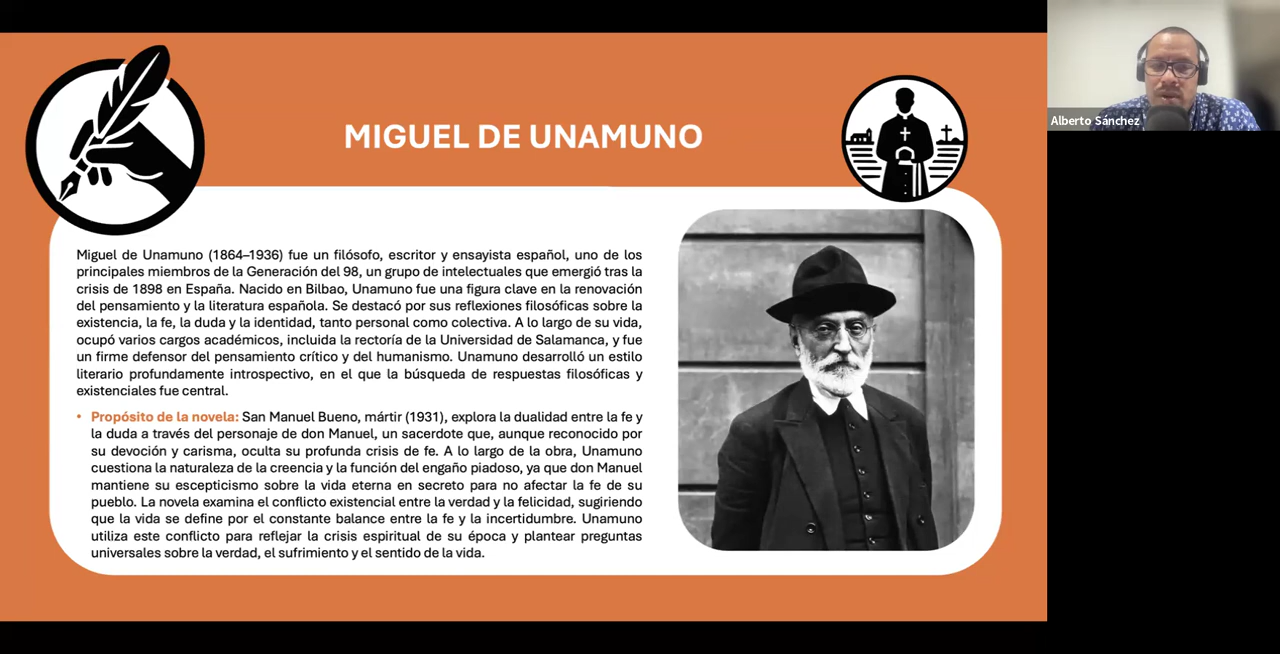 MIGUEL DE UNAMUNO
Alberto Sánchez
Miguel de Unamuno (1864–1936) fue un filósofo, escritor y ensayista español, uno de los
principales miembros de la Generación del 98, un grupo de intelectuales que emergió tras la
crisis de 1898 en España. Nacido en Bilbao, Unamuno fue una figura clave en la renovación
del pensamiento y la literatura española. Se destacó por sus reflexiones filosóficas sobre la
existencia, la fe, la duda y la identidad, tanto personal como colectiva. A lo largo de su vida,
ocupó varios cargos académicos, incluida la rectoría de la Universidad de Salamanca, y fue
un firme defensor del pensamiento crítico y del humanismo. Unamuno desarrolló un estilo
literario profundamente introspectivo, en el que la búsqueda de respuestas filosóficas y
existenciales fue central.
• Propósito de la novela: San Manuel Bueno, mártir (1931), explora la dualidad entre la fe y
la duda a través del personaje de don Manuel, un sacerdote que, aunque reconocido por
su devoción y carisma, oculta su profunda crisis de fe. A lo largo de la obra, Unamuno
cuestiona la naturaleza de la creencia y la función del engaño piadoso, ya que don Manuel
mantiene su escepticismo sobre la vida eterna en secreto para no afectar la fe de su
pueblo. La novela examina el conflicto existencial entre la verdad y la felicidad, sugiriendo
que la vida se define por el constante balance entre la fe y la incertidumbre. Unamuno
utiliza este conflicto para reflejar la crisis espiritual de su época y plantear preguntas
universales sobre la verdad, el sufrimiento y el sentido de la vida.